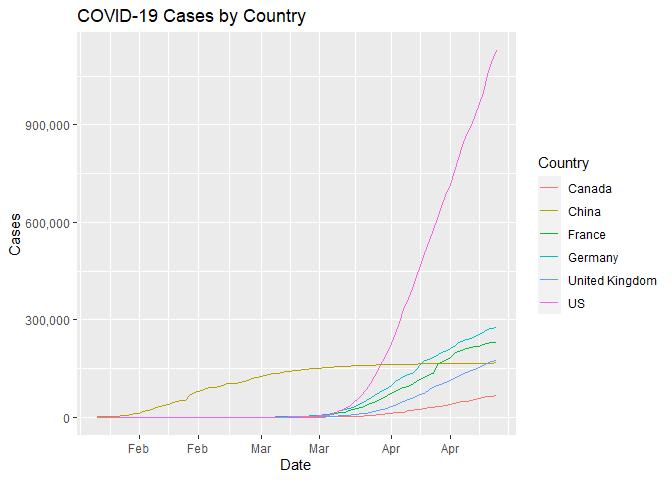 COVID-19 Cases by Country
900,000
600,000
300,000
0
Cases
Feb Feb Mar Mar Apr Apr
Date
Country
Canada
China
France
Germany
United Kingdom
US